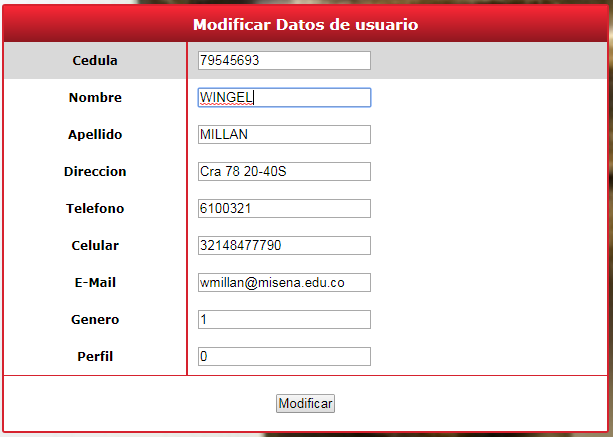 Modificar Datos de usuario
Cedula 79545693
Nombre WINGEL
Apellido MILLAN
Direccion Cra 78 20-40S
Telefono 6100321
Celular 32148477790
E-Mail wmillan@misena.edu.co
Genero 1
Perfil 0
Modificar